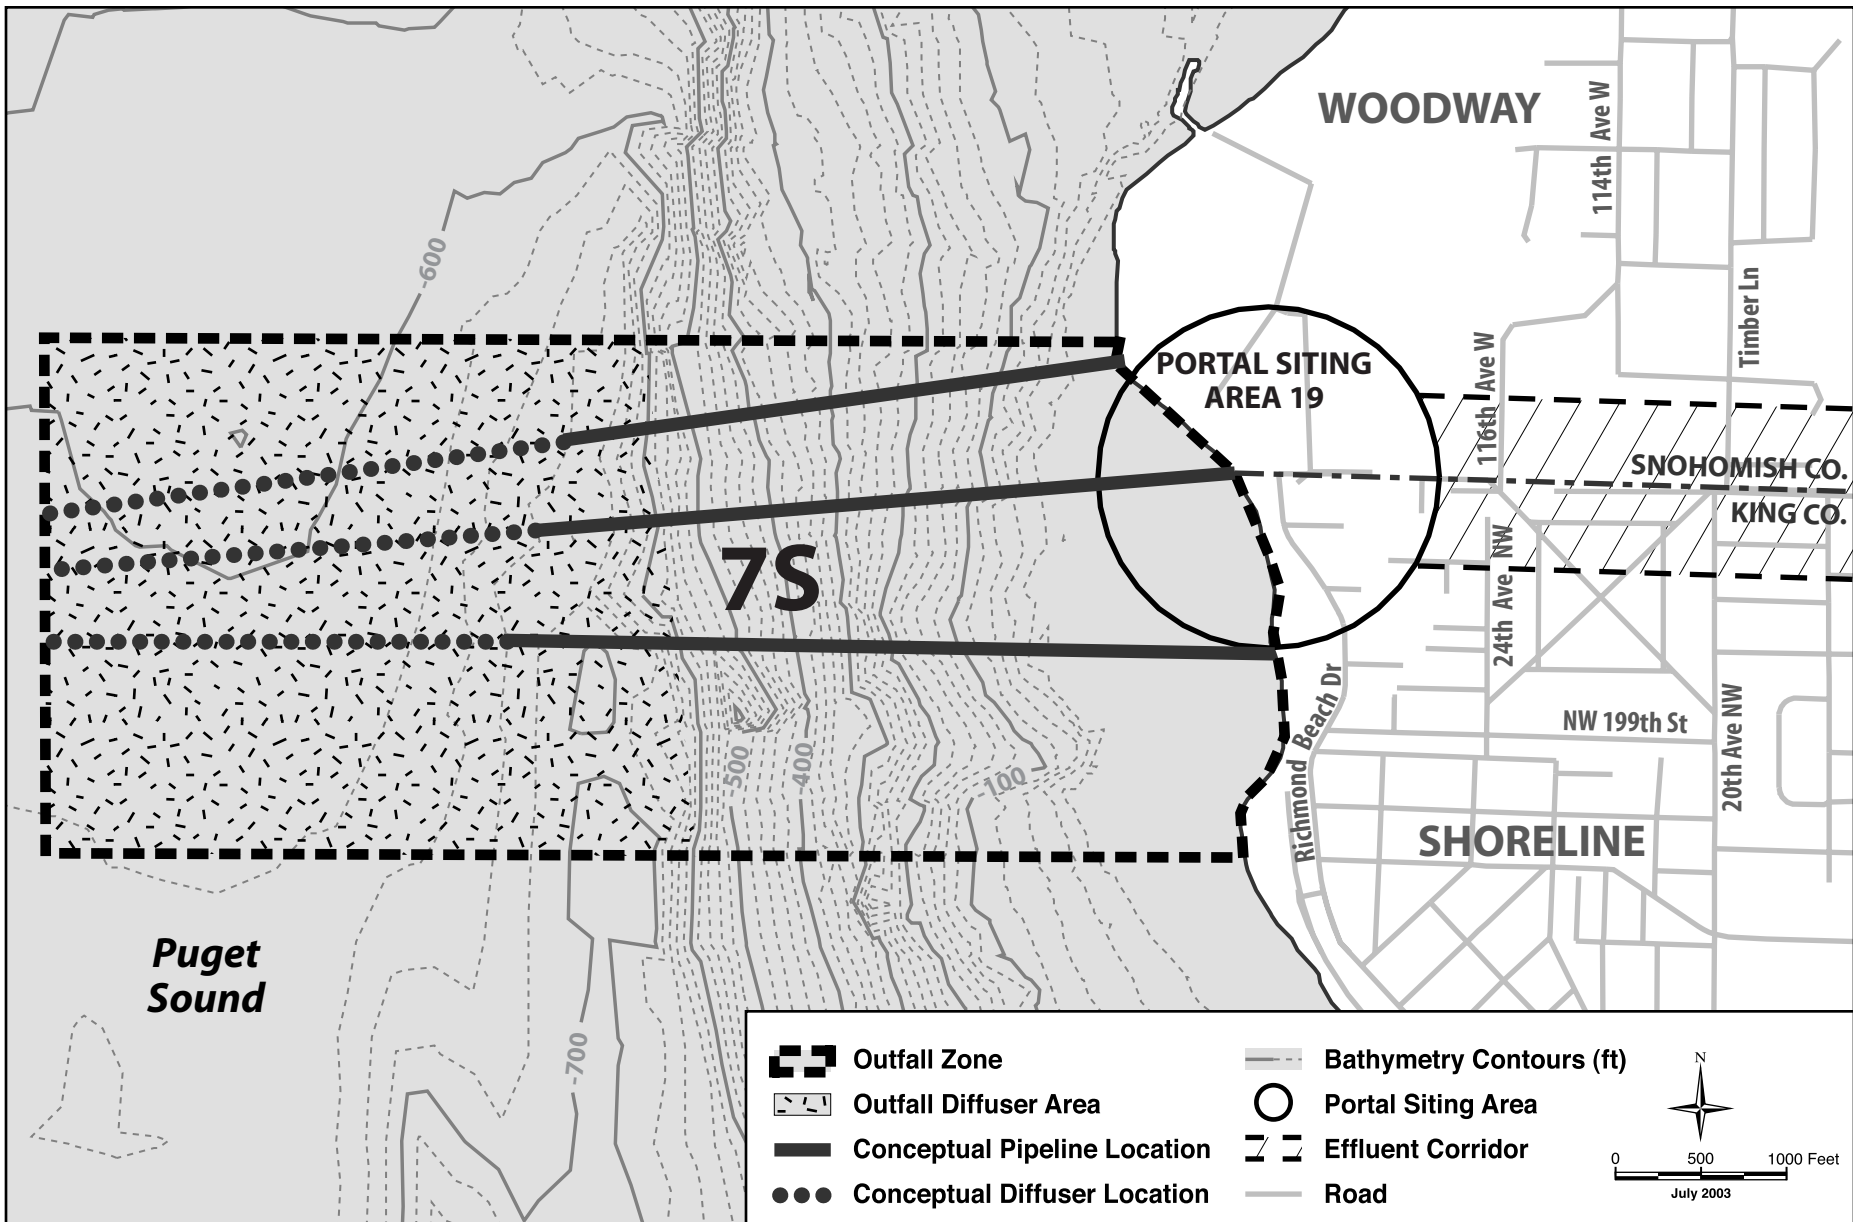 WOODWAY
114th Ave W
-600
Timber Ln
PORTAL SITING
AREA 19
116th Ave W
SNOHOMISH CO.
KING CO.
7S
24th Ave NW
Richmond Beach Dr
NW 199th St
20th Ave NW
-500
-400
-100
SHORELINE
Puget
Sound
-700
Outfall Zone
Outfall Diffuser Area
Conceptual Pipeline Location
Conceptual Diffuser Location
Bathymetry Contours (ft)
Portal Siting Area
Effluent Corridor
Road
N
0 500 1000 Feet
July 2003